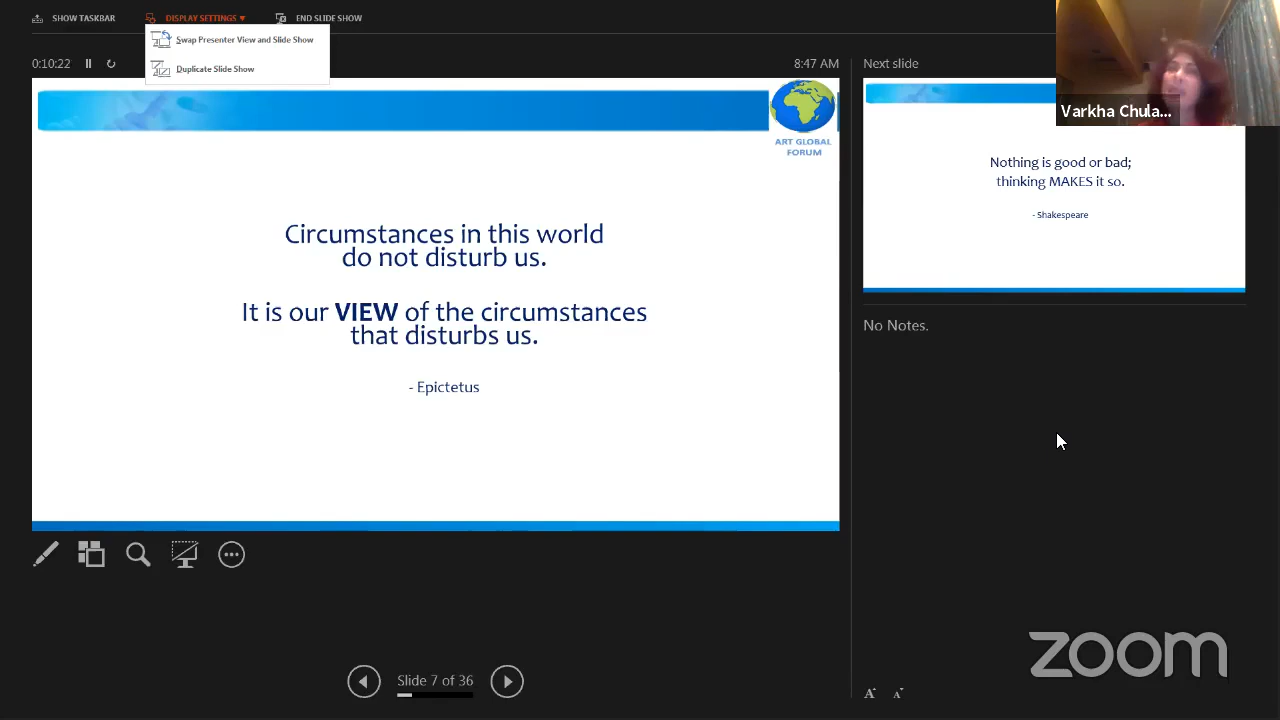 SHOW TASKBAR
DISPLAY SETTINGS ▼
END SLIDE SHOW
Swap Presenter View and Slide Show
Duplicate Slide Show
0:10:22
8:47 AM
ART GLOBAL
FORUM
Circumstances in this world
do not disturb us.
It is our VIEW of the circumstances
that disturbs us.
- Epictetus
Slide 7 of 36
Next slide
Varkha Chula...
Nothing is good or bad;
thinking MAKES it so.
- Shakespeare
No Notes.
A A
zoom